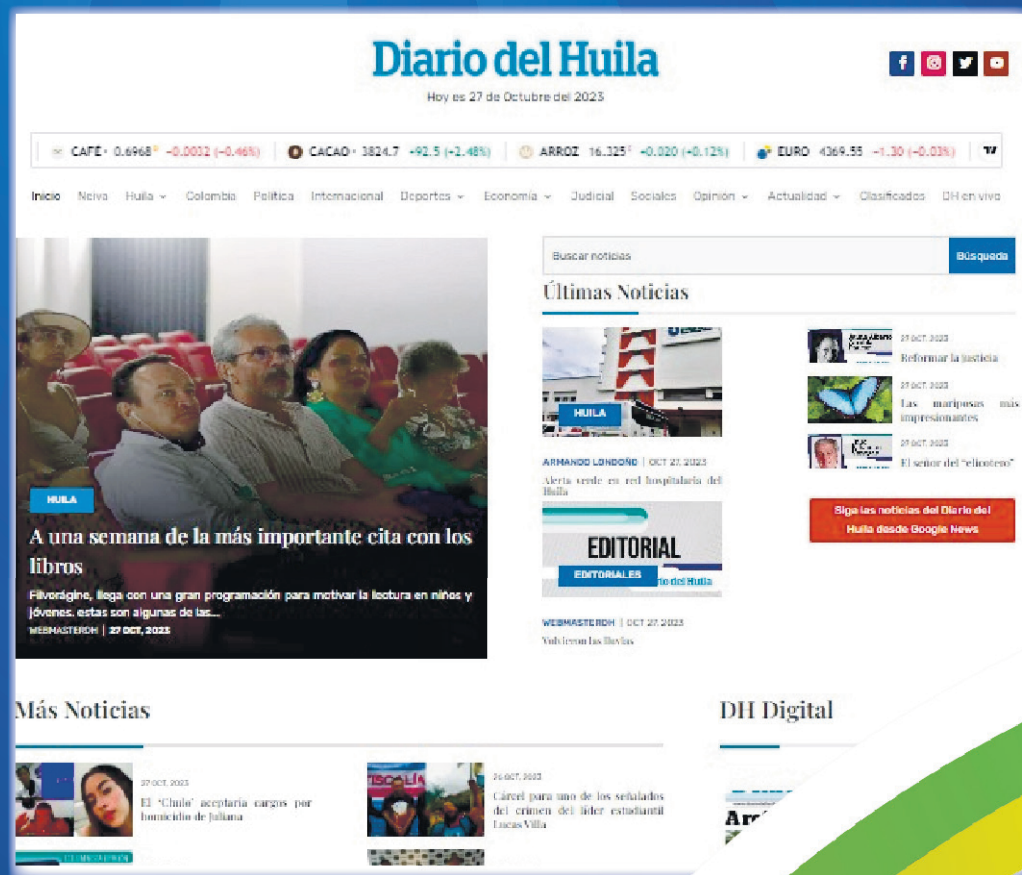 Diario del Huila
Hoy es 27 de Octubre del 2023
CAFÉ 0.6968 -0.0032 (-0.46%) CACAO 3824.7 +92.5 (+2.48%) ARROZ 16.325 +0.020 (+0.12%) EURO 4369.55 -1.30 (-0.03%)
Inicio Neiva Huila Colombia Política Internacional Deportes Economía Judicial Sociales Opinión Actualidad Clasificados DH en vivo
HUILA
A una semana de la más importante cita con los
libros
Filvorágine, llega con una gran programación para motivar la lectura en niños y
jóvenes. estas son algunas de las...
WEBMASTERDH | 27 OCT, 2023
Buscar noticias
Búsqueda
Últimas Noticias
HUILA
ARMANDO LONDOÑO | OCT 27, 2023
Alerta verde en red hospitalaria del
Huila
EDITORIAL
EDITORIALES
WEBMASTERDH | OCT 27, 2023
Volvieron las lluvias
27 OCT, 2023
Reformar la justicia
27 OCT, 2023
Las mariposas más
impresionantes
27 OCT, 2023
El señor del “elicotero”
Siga las noticias del Diario del
Huila desde Google News
Más Noticias
27 OCT, 2023
El ‘Chulo’ aceptaría cargos por
homicidio de Juliana
FISCALÍA
26 OCT, 2023
Cárcel para uno de los señalados
del crimen del líder estudiantil
Lucas Villa
DH Digital